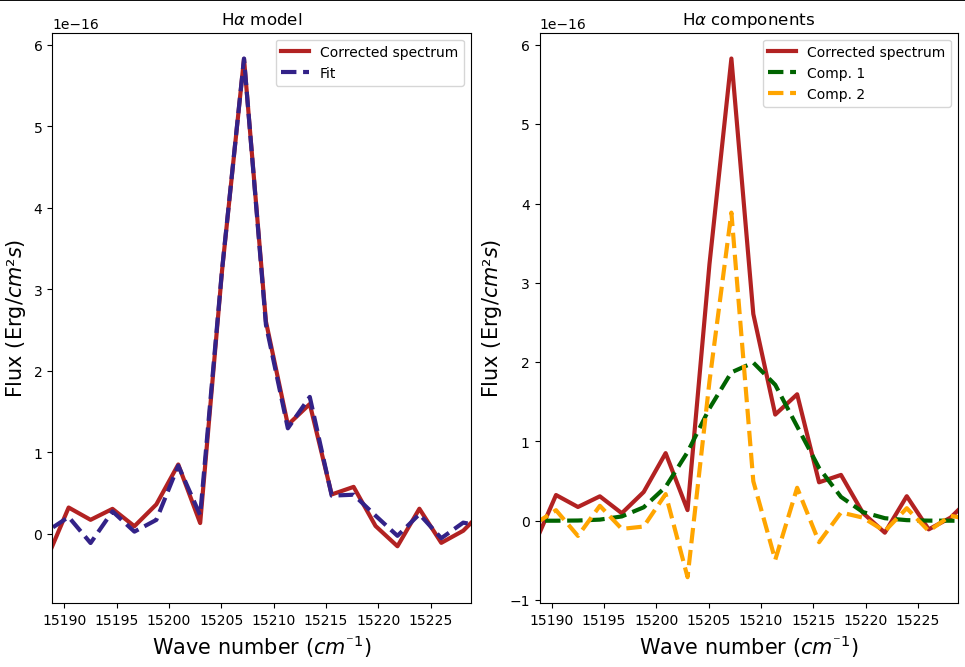 Hα model
1e−16
Corrected spectrum
Fit
6
5
4
3
2
1
0
Flux (Erg/cm²s)
15190 15195 15200 15205 15210 15215 15220 15225
Wave number (cm⁻¹)
Hα components
1e−16
Corrected spectrum
Comp. 1
Comp. 2
6
5
4
3
2
1
0
−1
Flux (Erg/cm²s)
15190 15195 15200 15205 15210 15215 15220 15225
Wave number (cm⁻¹)